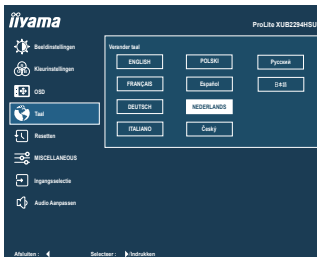 iiyama
ProLite XUB2294HSU
Beeldinstellingen
Kleurinstellingen
OSD
Taal
Resetten
MISCELLANEOUS
Ingangsselectie
Audio Aanpassen
Verander taal
ENGLISH
POLSKI
Русский
FRANÇAIS
Español
日本語
DEUTSCH
NEDERLANDS
ITALIANO
Český
Afsluiten :
Selecteer : /Indrukken